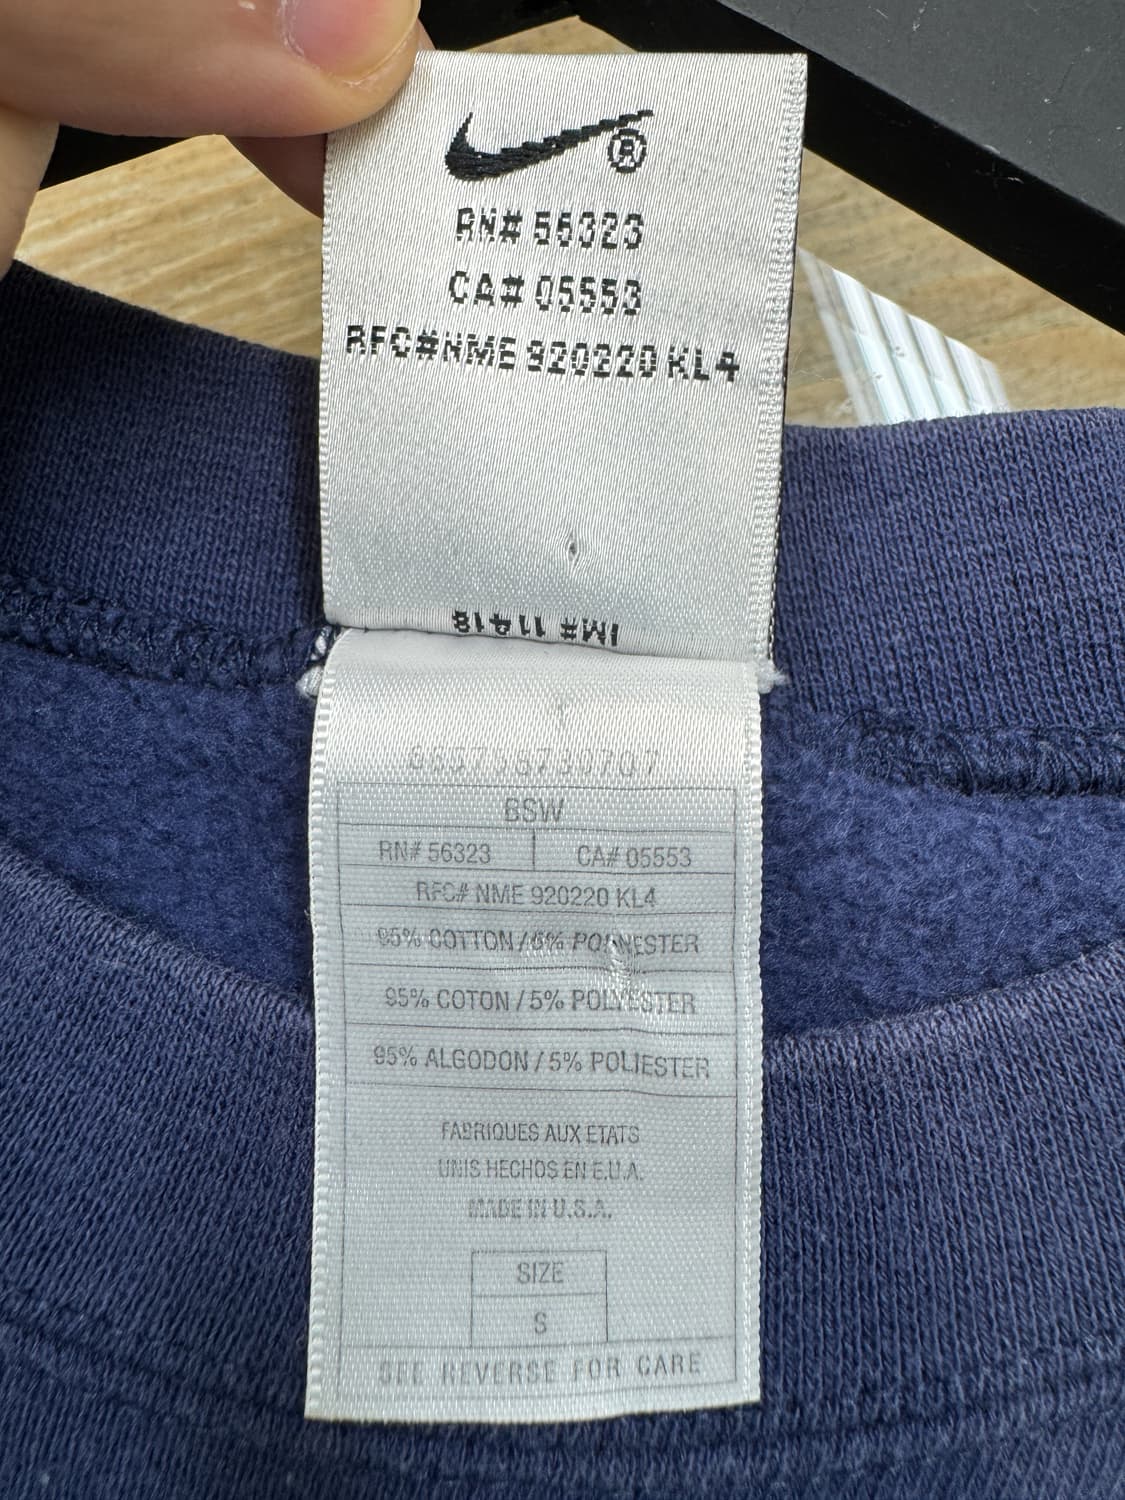 ®
RN# 56323
CA# 05553
RFC#NME 920220 KL4
IM# 11418
BSW
RN# 56323 CA# 05553
RFC# NME 920220 KL4
95% COTTON / 5% POLYESTER
95% COTON / 5% POLYESTER
95% ALGODON / 5% POLIESTER
FABRIQUES AUX ETATS
UNIS HECHOS EN E.U.A.
MADE IN U.S.A.
SIZE
S
SEE REVERSE FOR CARE